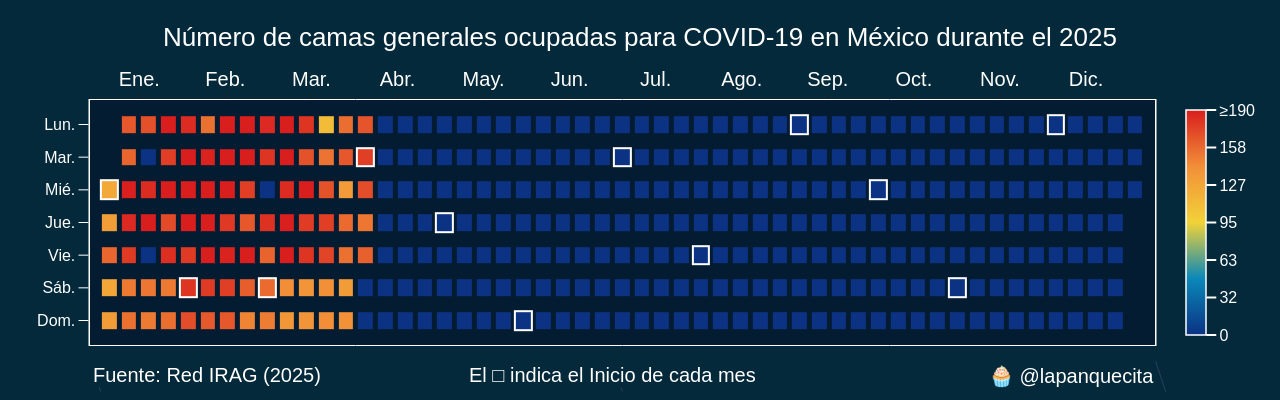 Número de camas generales ocupadas para COVID-19 en México durante el 2025
Ene. Feb. Mar. Abr. May. Jun. Jul. Ago. Sep. Oct. Nov. Dic.
Lun.
Mar.
Mié.
Jue.
Vie.
Sáb.
Dom.
≥190
158
127
95
63
32
0
Fuente: Red IRAG (2025) El □ indica el Inicio de cada mes 🧁 @lapanquecita